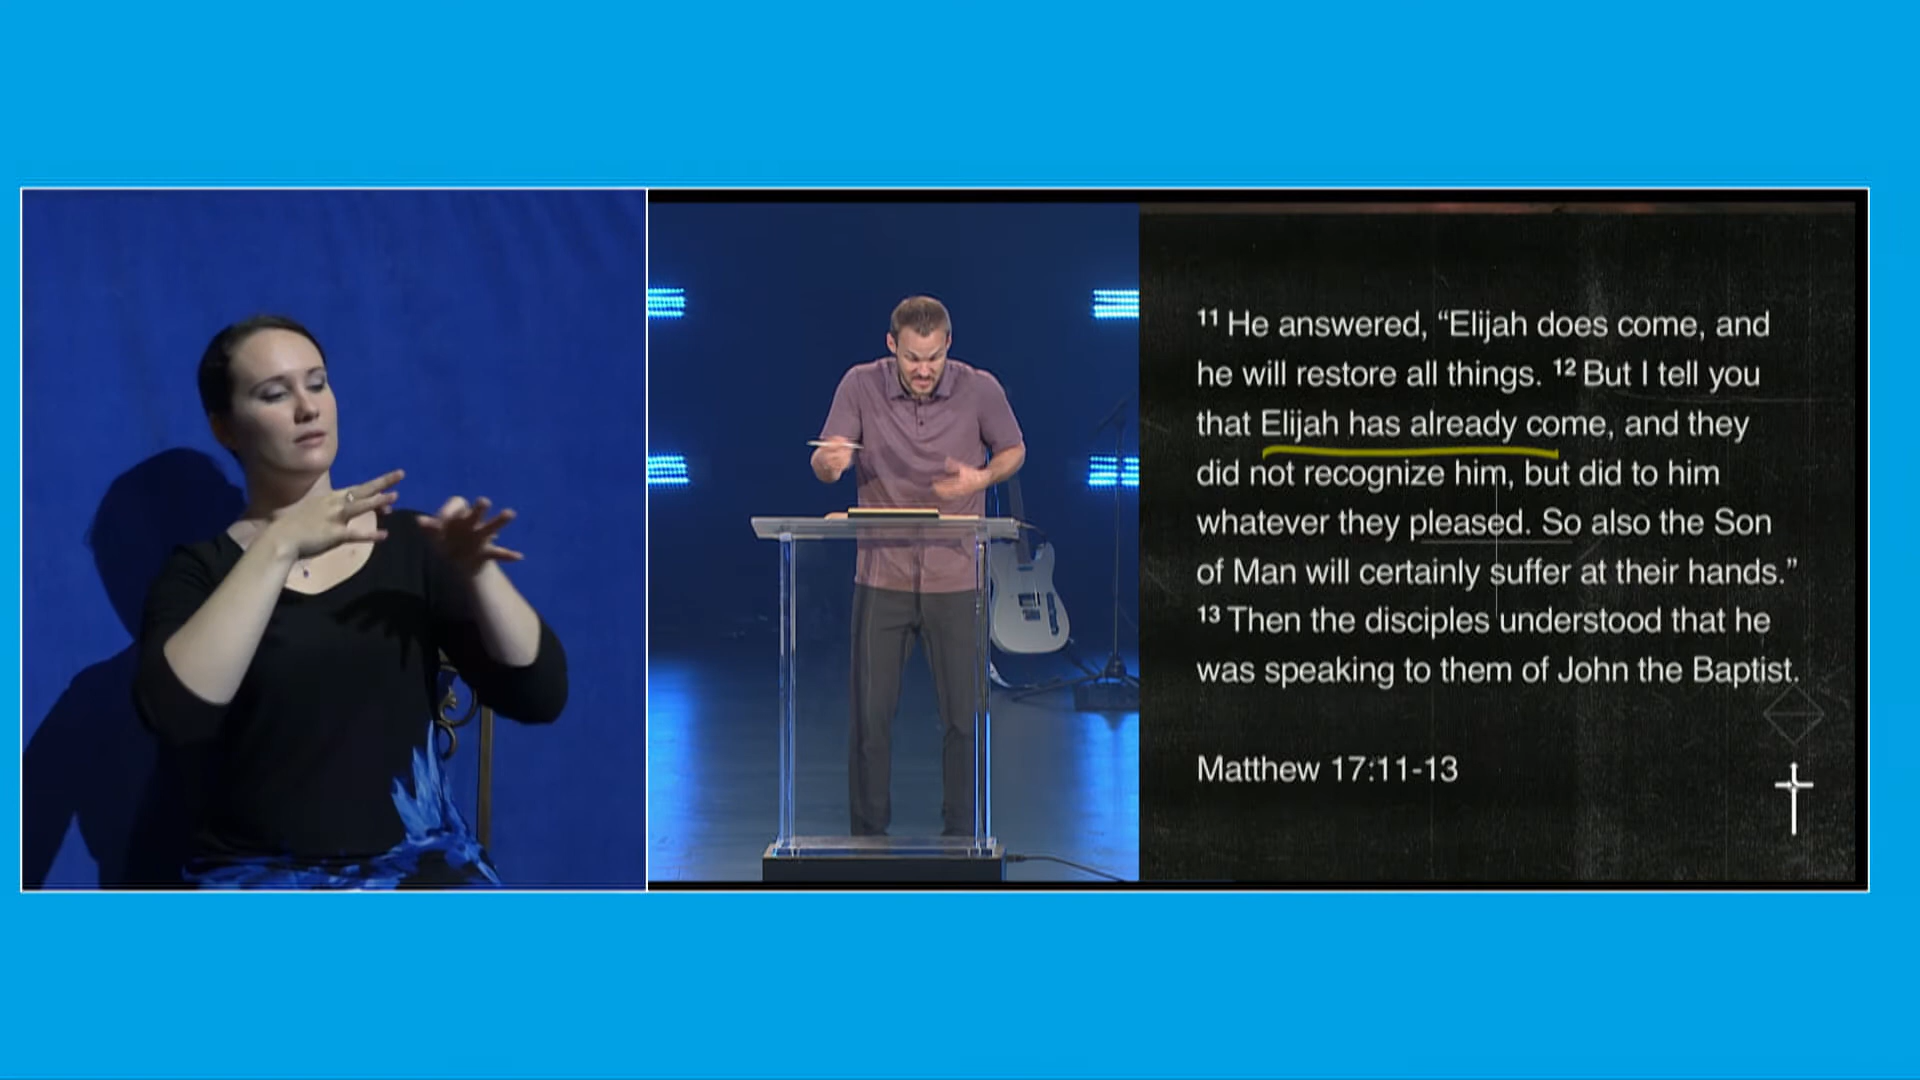 11 He answered, “Elijah does come, and
he will restore all things. 12 But I tell you
that Elijah has already come, and they
did not recognize him, but did to him
whatever they pleased. So also the Son
of Man will certainly suffer at their hands.”
13 Then the disciples understood that he
was speaking to them of John the Baptist.
Matthew 17:11-13